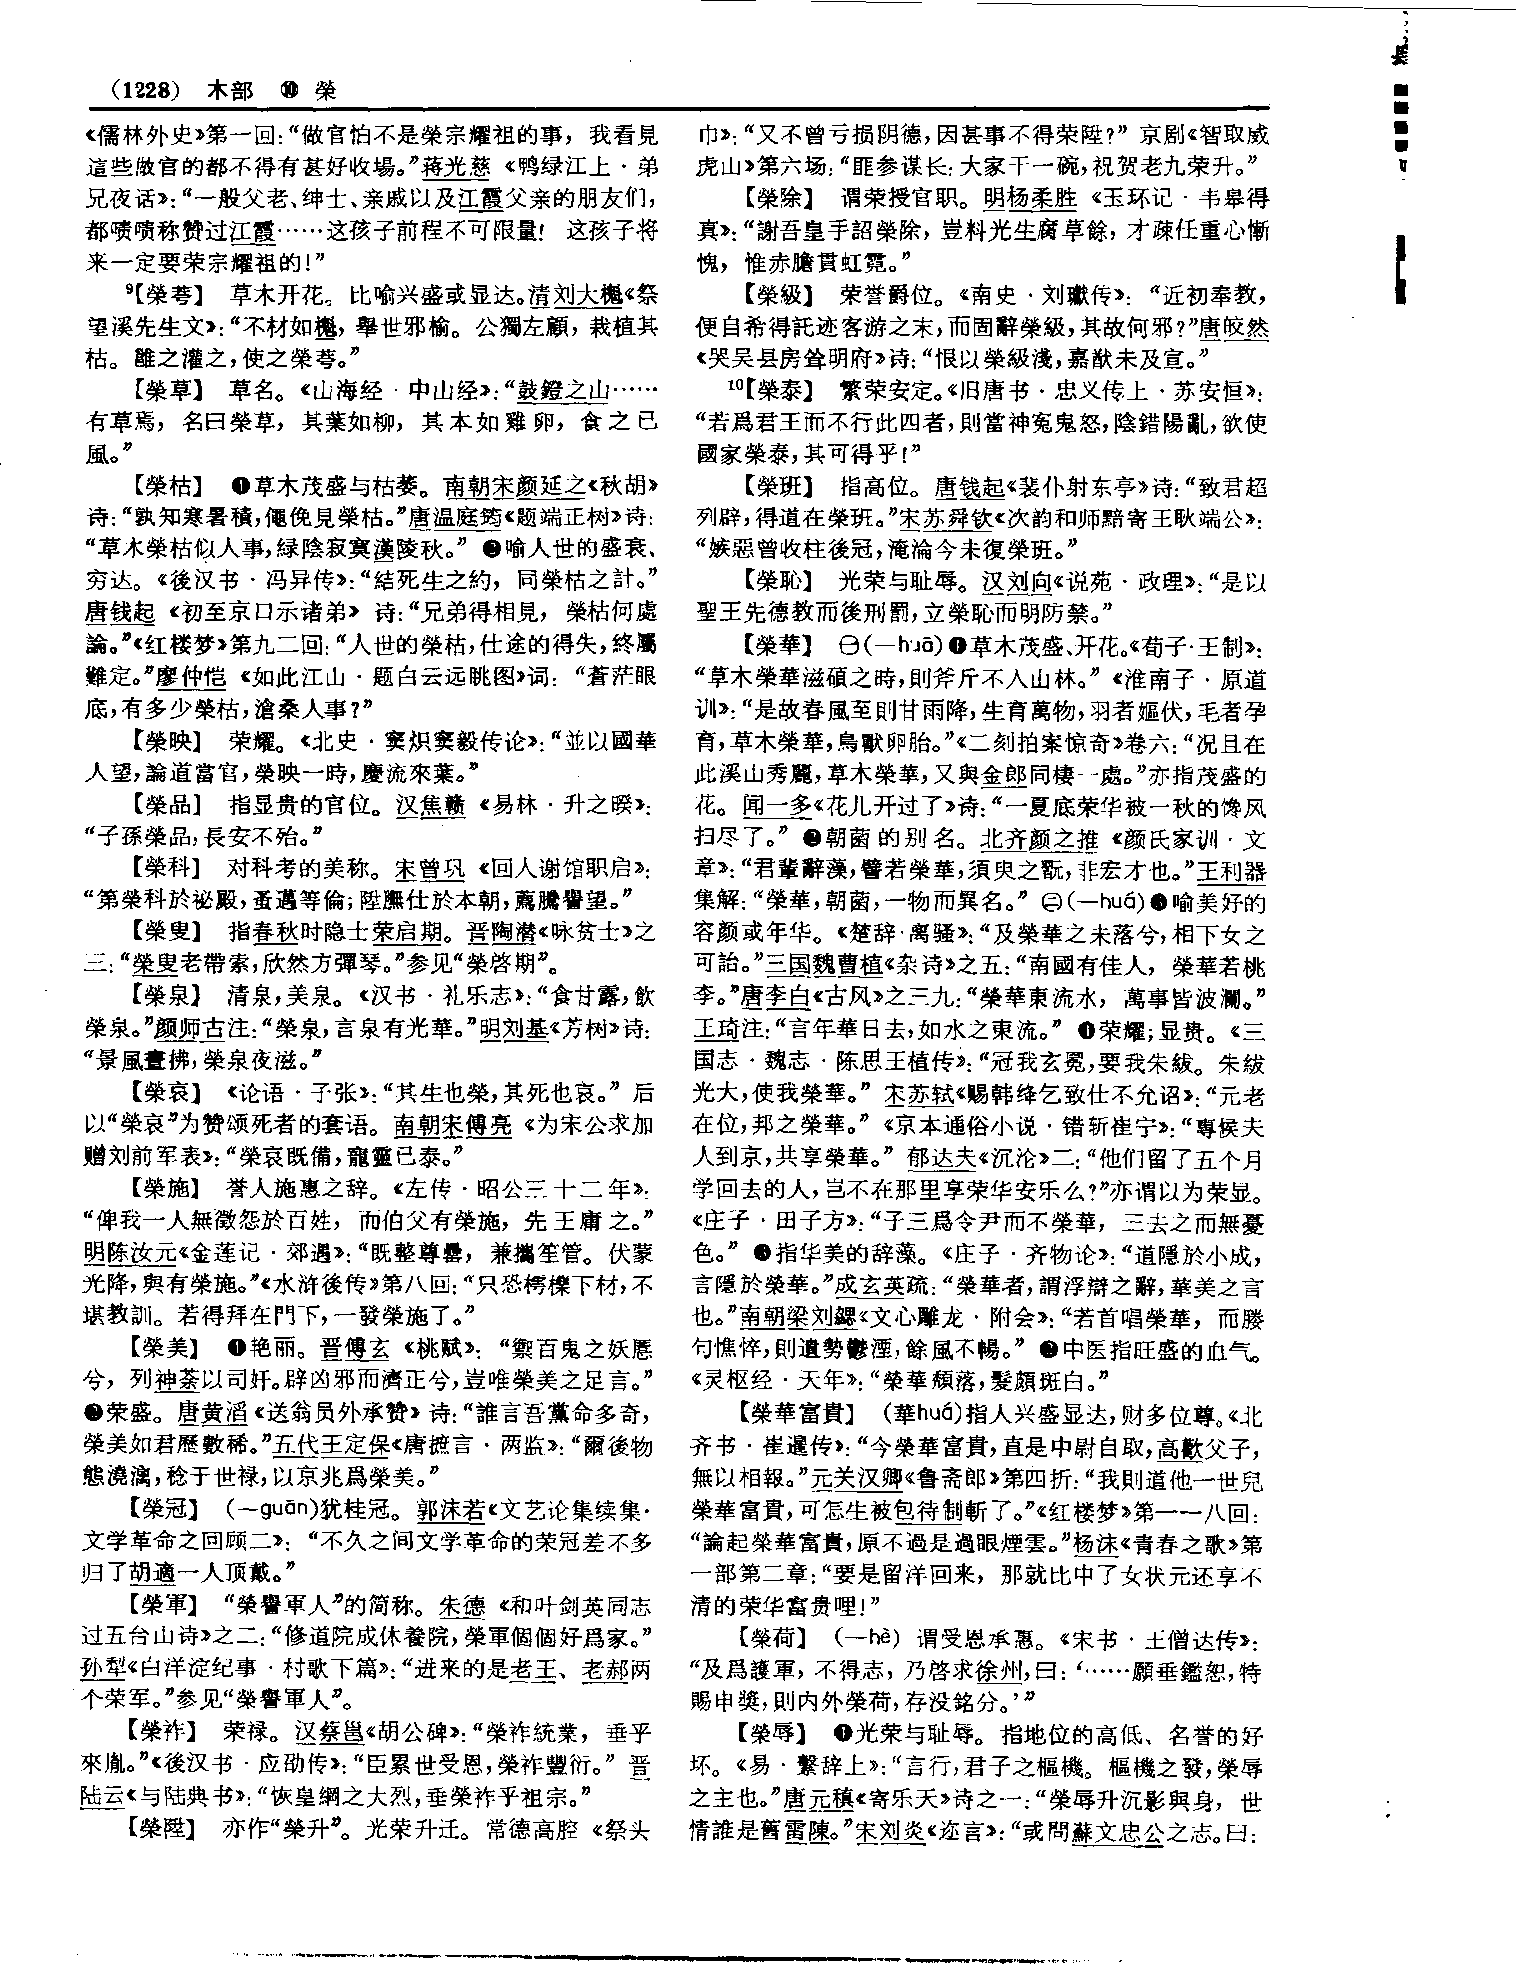 （1228） 木部 ⑩ 榮
《儒林外史》第一回：“做官怕不是榮宗耀祖的事，我看見
這些做官的都不得有甚好收場。”蒋光慈《鸭绿江上·弟
兄夜话》：“一般父老、绅士、亲戚以及江霞父亲的朋友们，
都啧啧称赞过江霞……这孩子前程不可限量！ 这孩子将
来一定要荣宗耀祖的！”
⁹【榮萼】 草木开花。比喻兴盛或显达。清刘大櫆《祭
望溪先生文》：“不材如櫆，舉世邪榆。公獨左顧，栽植其
枯。雝之灌之，使之榮萼。”
【榮草】 草名。《山海经·中山经》：“鼓鐙之山……
有草焉，名曰榮草，其葉如柳，其本如雞卵，食之已
風。”
【榮枯】 ❶草木茂盛与枯萎。南朝宋颜延之《秋胡》
诗：“孰知寒暑積，僶俛見榮枯。”唐温庭筠《题端正树》诗：
“草木榮枯似人事，緑陰寂寞漢陵秋。” ❷喻人世的盛衰、
穷达。《後汉书·冯异传》：“結死生之約，同榮枯之計。”
唐钱起《初至京口示诸弟》诗：“兄弟得相見，榮枯何處
論。”《红楼梦》第九二回：“人世的榮枯，仕途的得失，終屬
難定。”廖仲恺《如此江山·题白云远眺图》词：“蒼茫眼
底，有多少榮枯，滄桑人事？”
【榮映】 荣耀。《北史·窦炽窦毅传论》：“並以國華
人望，論道當官，榮映一時，慶流來葉。”
【榮品】 指显贵的官位。汉焦赣《易林·升之暌》：
“子孫榮品，長安不殆。”
【榮科】 对科考的美称。宋曾巩《回人谢馆职启》：
“第榮科於祕殿，蚤邁等倫；陞膴仕於本朝，薦騰譽望。”
【榮叟】 指春秋时隐士荣启期。晋陶潜《咏贫士》之
三：“榮叟老帶索，欣然方彈琴。”参见“榮啓期”。
【榮泉】 清泉，美泉。《汉书·礼乐志》：“食甘露，飲
榮泉。”颜师古注：“榮泉，言泉有光華。”明刘基《芳树》诗：
“景風晝拂，榮泉夜滋。”
【榮哀】 《论语·子张》：“其生也榮，其死也哀。”后
以“榮哀”为赞颂死者的套语。南朝宋傅亮《为宋公求加
赠刘前军表》：“榮哀既備，寵靈已泰。”
【榮施】 誉人施惠之辞。《左传·昭公三十二年》：
“俾我一人無徵怨於百姓，而伯父有榮施，先王庸之。”
明陈汝元《金莲记·郊遇》：“既整尊罍，兼攜笙管。伏蒙
光降，與有榮施。”《水浒後传》第八回：“只恐樗櫟下材，不
堪教訓。若得拜在門下，一發榮施了。”
【榮美】 ❶艳丽。晋傅玄《桃赋》：“禦百鬼之妖慝
兮，列神荼以司奸。辟凶邪而濟正兮，豈唯榮美之足言。”
❷荣盛。唐黄滔《送翁员外承赞》诗：“誰言吾黨命多奇，
榮美如君歷數稀。”五代王定保《唐摭言·两监》：“爾後物
態澆漓，稔于世禄，以京兆爲榮美。”
【榮冠】 （—guān）犹桂冠。郭沫若《文艺论集续集·
文学革命之回顾二》：“不久之间文学革命的荣冠差不多
归了胡適一人顶戴。”
【榮軍】 “榮譽軍人”的简称。朱德《和叶剑英同志
过五台山诗》之二：“修道院成休養院，榮軍個個好爲家。”
孙犁《白洋淀纪事·村歌下篇》：“进来的是老王、老郝两
个荣军。”参见“榮譽軍人”。
【榮祚】 荣禄。汉蔡邕《胡公碑》：“榮祚統業，垂乎
來胤。”《後汉书·应劭传》：“臣累世受恩，榮祚豐衍。”晋
陆云《与陆典书》：“恢皇綱之大烈，垂榮祚乎祖宗。”
【榮陞】 亦作“榮升”。光荣升迁。常德高腔《祭头
巾》：“又不曾亏损阴德，因甚事不得荣陞？”京剧《智取威
虎山》第六场：“匪参谋长：大家干一碗，祝贺老九荣升。”
【榮除】 谓荣授官职。明杨柔胜《玉环记·韦皋得
真》：“謝吾皇手詔榮除，豈料光生腐草餘，才疎任重心慚
愧，惟赤膽貫虹霓。”
【榮級】 荣誉爵位。《南史·刘瓛传》：“近初奉教，
便自希得託迹客游之末，而固辭榮級，其故何邪？”唐皎然
《哭吴县房耸明府》诗：“恨以榮級淺，嘉猷未及宣。”
¹⁰【榮泰】 繁荣安定。《旧唐书·忠义传上·苏安恒》：
“若爲君王而不行此四者，則當神冤鬼怒，陰錯陽亂，欲使
國家榮泰，其可得乎！”
【榮班】 指高位。唐钱起《裴仆射东亭》诗：“致君超
列辟，得道在榮班。”宋苏舜钦《次韵和师黯寄王耿端公》：
“嫉惡曾收柱後冠，淹淪今未復榮班。”
【榮恥】 光荣与耻辱。汉刘向《说苑·政理》：“是以
聖王先德教而後刑罰，立榮恥而明防禁。”
【榮華】 ㊀（—huā）❶草木茂盛、开花。《荀子·王制》：
“草木榮華滋碩之時，則斧斤不入山林。”《淮南子·原道
训》：“是故春風至則甘雨降，生育萬物，羽者嫗伏，毛者孕
育，草木榮華，鳥獸卵胎。”《二刻拍案惊奇》卷六：“况且在
此溪山秀麗，草木榮華，又與金郎同棲一處。”亦指茂盛的
花。闻一多《花儿开过了》诗：“一夏底荣华被一秋的馋风
扫尽了。” ❷朝菌的别名。北齐颜之推《颜氏家训·文
章》：“君輩辭藻，譬若榮華，須臾之翫，非宏才也。”王利器
集解：“榮華，朝菌，一物而異名。” ㊁（—huá）❶喻美好的
容颜或年华。《楚辞·离骚》：“及榮華之未落兮，相下女之
可詒。”三国魏曹植《杂诗》之五：“南國有佳人，榮華若桃
李。”唐李白《古风》之三九：“榮華東流水，萬事皆波瀾。”
王琦注：“言年華日去，如水之東流。” ❷荣耀；显贵。《三
国志·魏志·陈思王植传》：“冠我玄冕，要我朱紱。朱紱
光大，使我榮華。”宋苏轼《赐韩绛乞致仕不允诏》：“元老
在位，邦之榮華。”《京本通俗小说·错斩崔宁》：“專候夫
人到京，共享榮華。”郁达夫《沉沦》二：“他们留了五个月
学回去的人，岂不在那里享荣华安乐么？”亦谓以为荣显。
《庄子·田子方》：“子三爲令尹而不榮華，三去之而無憂
色。” ❸指华美的辞藻。《庄子·齐物论》：“道隱於小成，
言隱於榮華。”成玄英疏：“榮華者，謂浮辯之辭，華美之言
也。”南朝梁刘勰《文心雕龙·附会》：“若首唱榮華，而媵
句憔悴，則遺勢鬱湮，餘風不暢。” ❹中医指旺盛的血气。
《灵枢经·天年》：“榮華頽落，髮頗斑白。”
【榮華富貴】 （華huá）指人兴盛显达，财多位尊。《北
齐书·崔暹传》：“今榮華富貴，直是中尉自取，高歡父子，
無以相報。”元关汉卿《鲁斋郎》第四折：“我則道他一世兒
榮華富貴，可怎生被包待制斬了。”《红楼梦》第一一八回：
“論起榮華富貴，原不過是過眼煙雲。”杨沫《青春之歌》第
一部第二章：“要是留洋回来，那就比中了女状元还享不
清的荣华富贵哩！”
【榮荷】 （—hè）谓受恩承惠。《宋书·王僧达传》：
“及爲護軍，不得志，乃啓求徐州，曰：‘……願垂鑑恕，特
賜申獎，則内外榮荷，存没銘分。’”
【榮辱】 ❶光荣与耻辱。指地位的高低、名誉的好
坏。《易·繫辞上》：“言行，君子之樞機。樞機之發，榮辱
之主也。”唐元稹《寄乐天》诗之一：“榮辱升沉影與身，世
情誰是舊雷陳。”宋刘炎《迩言》：“或問蘇文忠公之志。曰：